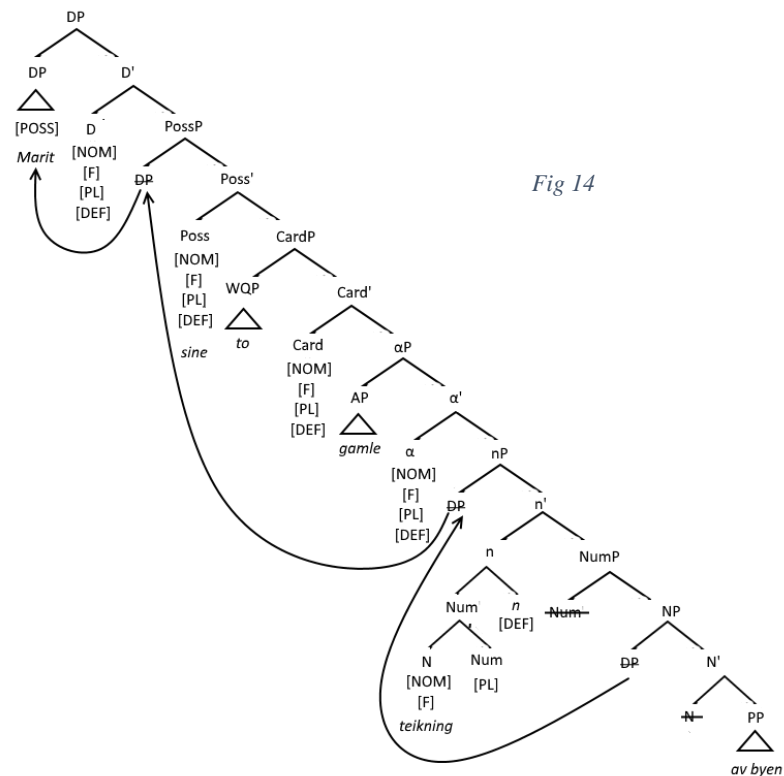 DP
DP D'
[POSS] D PossP
Marit [NOM] DP Poss'
[F]
[PL]
[DEF]
Fig 14
Poss CardP
[NOM] WQP Card'
[F]
[PL]
[DEF]
sine to
Card αP
[NOM] AP α'
[F]
[PL]
[DEF] gamle
α nP
[NOM] DP n'
[F]
[PL]
[DEF]
n NumP
Num n Num NP
[DEF]
N Num DP N'
[NOM] [PL]
[F]
teikning
N PP
av byen